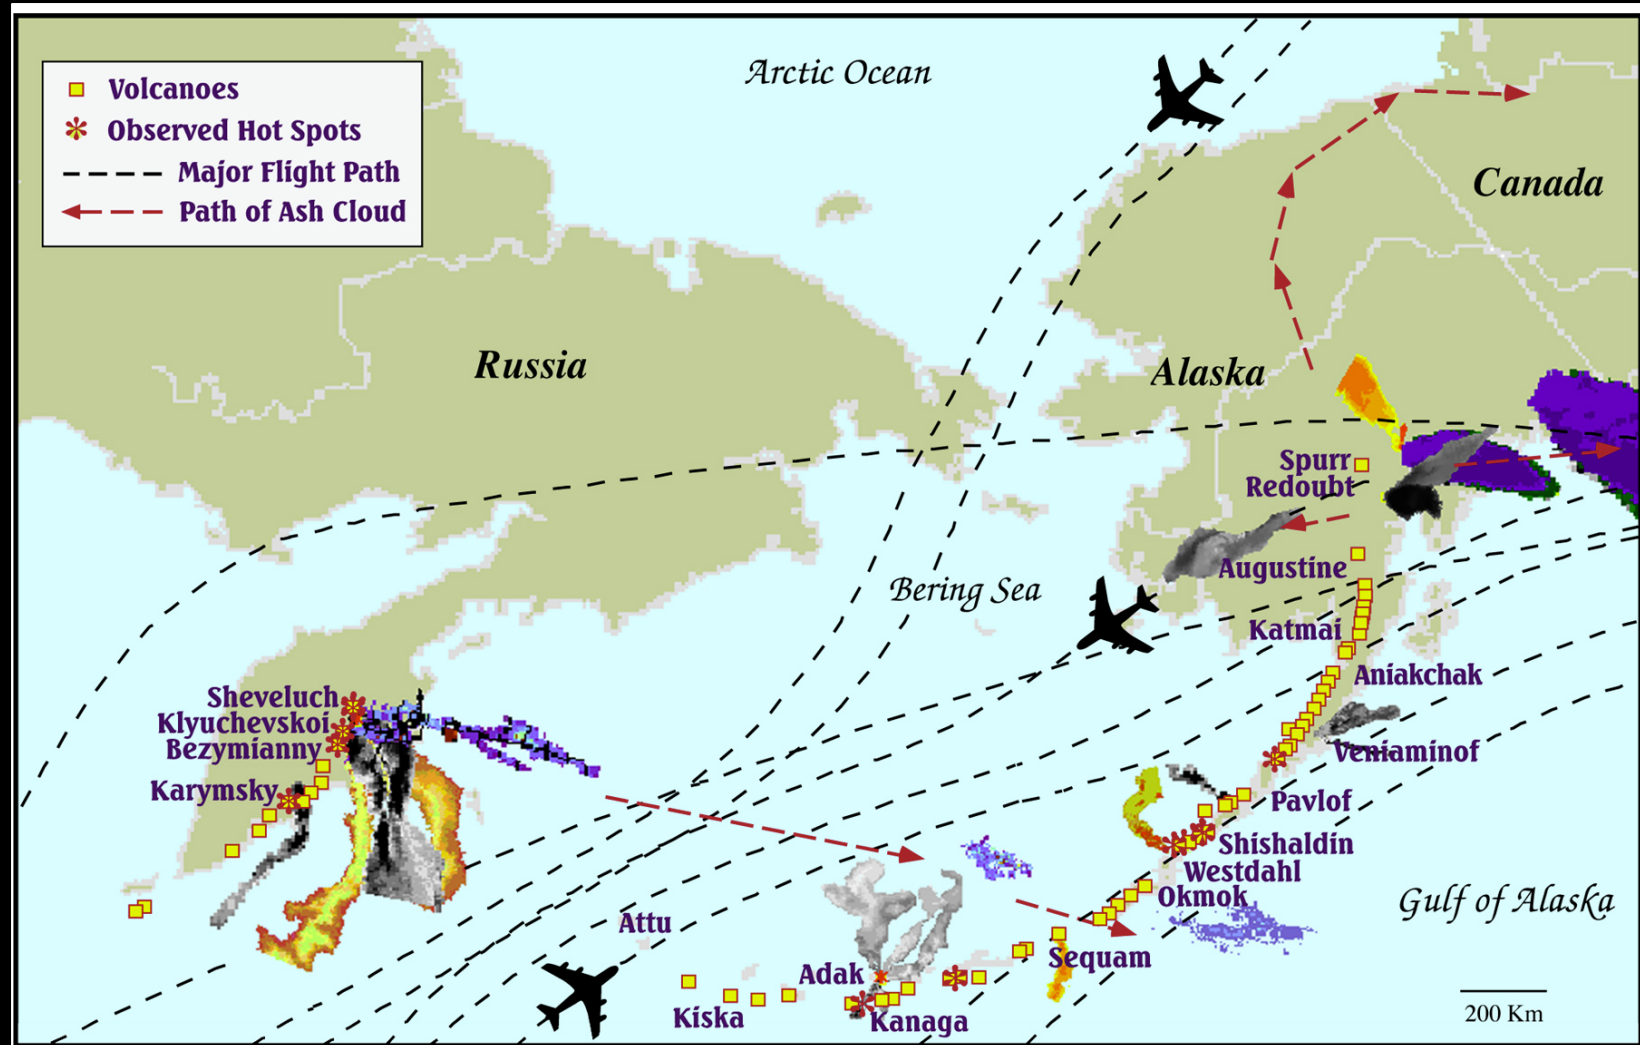 Volcanoes
Observed Hot Spots
Major Flight Path
Path of Ash Cloud
Arctic Ocean
Canada
Russia
Alaska
Spurr
Redoubt
Augustine
Bering Sea
Katmai
Aniakchak
Sheveluch
Klyuchevskoi
Bezymianny
Karymsky
Veniaminof
Pavlof
Shishaldin
Westdahl
Okmok
Gulf of Alaska
Attu
Sequam
Adak
Kiska
Kanaga
200 Km